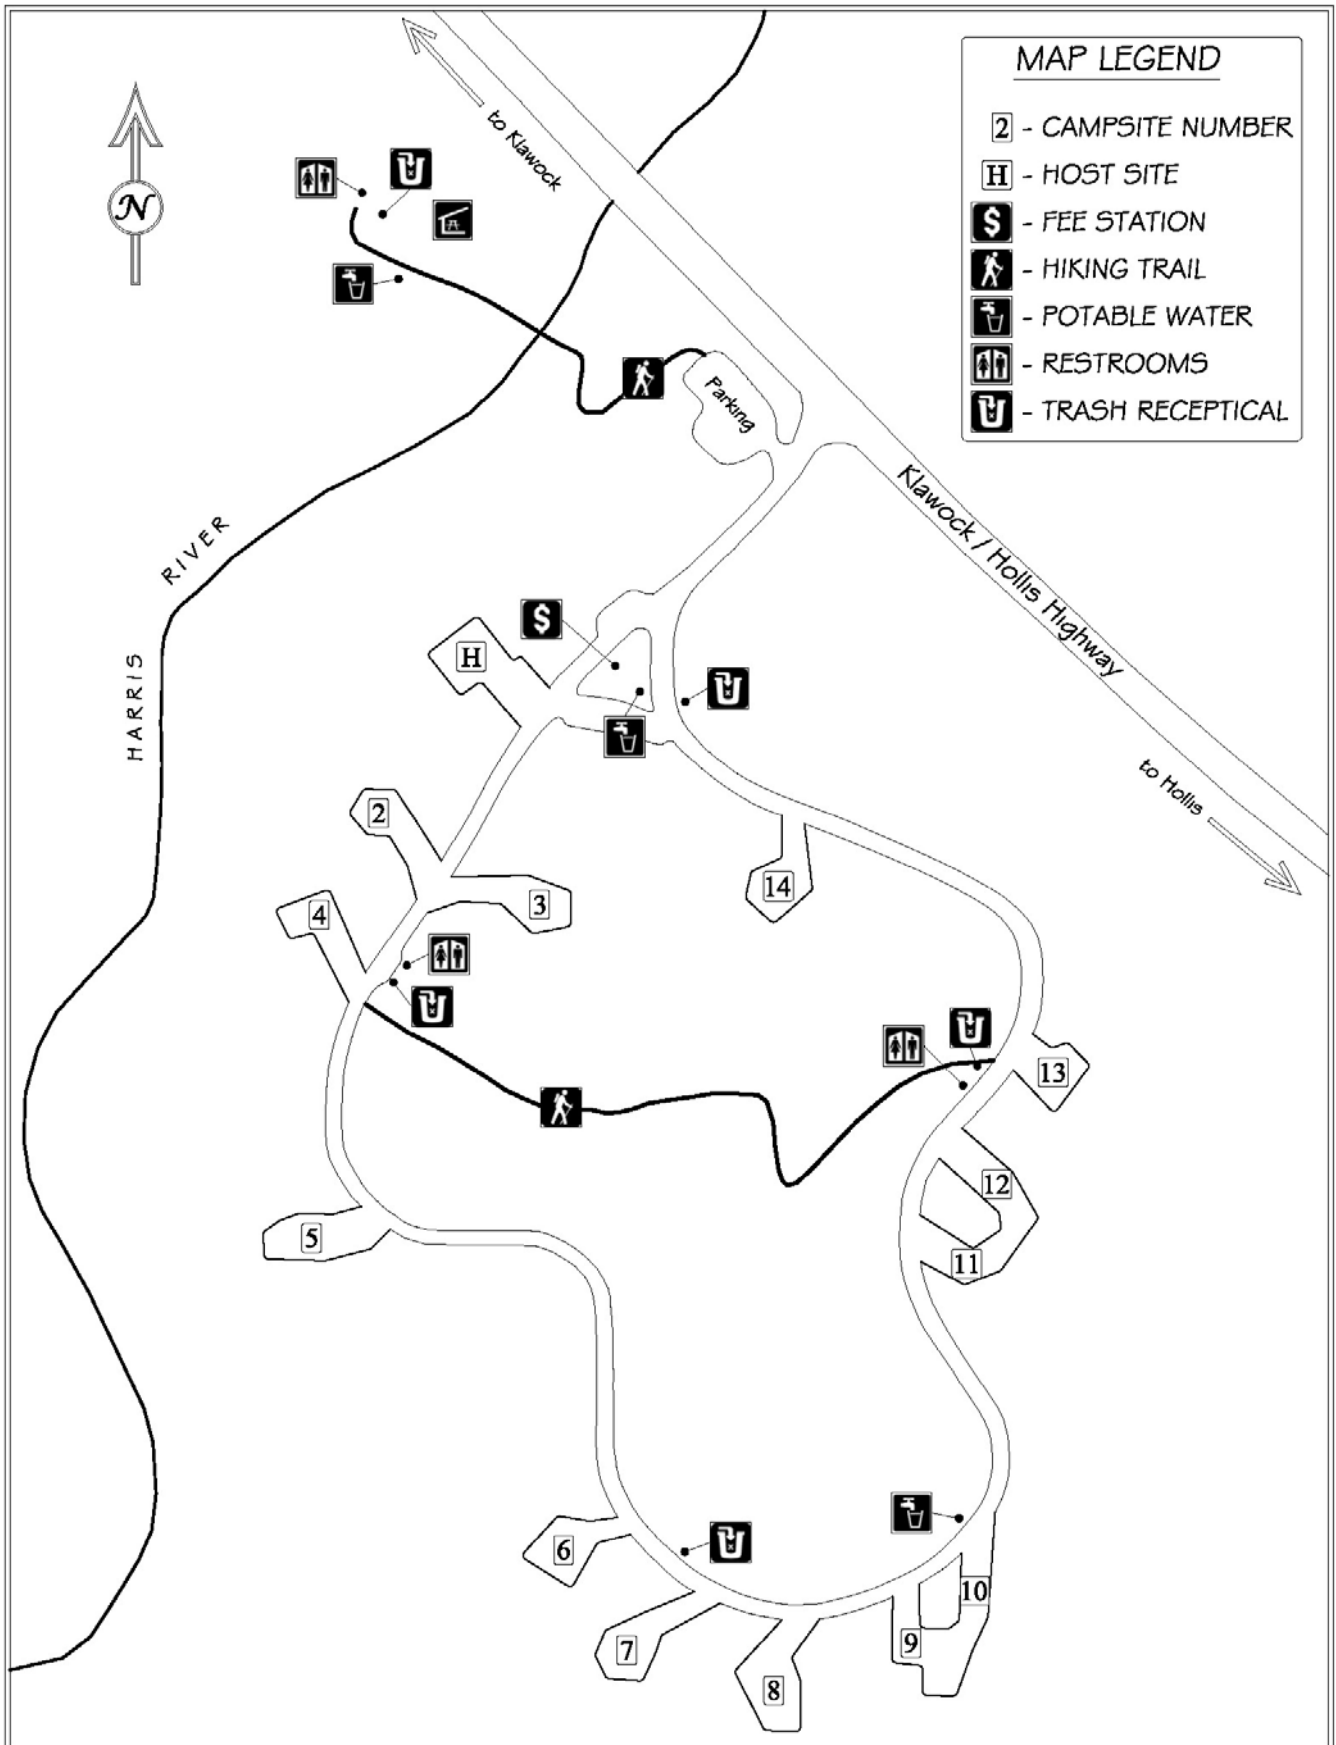 MAP LEGEND
2 - CAMPSITE NUMBER
H - HOST SITE
$ - FEE STATION
- HIKING TRAIL
- POTABLE WATER
- RESTROOMS
- TRASH RECEPTICAL
N
to Klawock
Parking
Klawock / Hollis Highway
RIVER
HARRIS
$
H
to Hollis
2
14
3
4
13
12
5
11
6
10
9
7
8